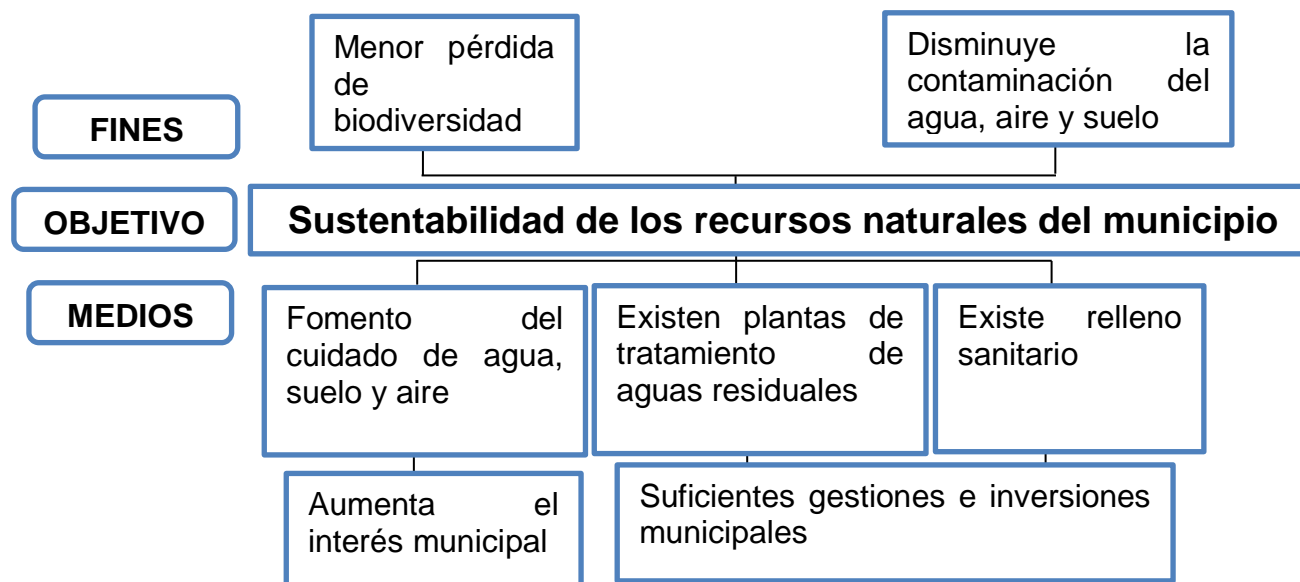 Menor pérdida
de
biodiversidad
Disminuye la
contaminación del
agua, aire y suelo
FINES
OBJETIVO
Sustentabilidad de los recursos naturales del municipio
MEDIOS
Fomento del
cuidado de agua,
suelo y aire
Existen plantas de
tratamiento de
aguas residuales
Existe relleno
sanitario
Aumenta el
interés municipal
Suficientes gestiones e inversiones
municipales